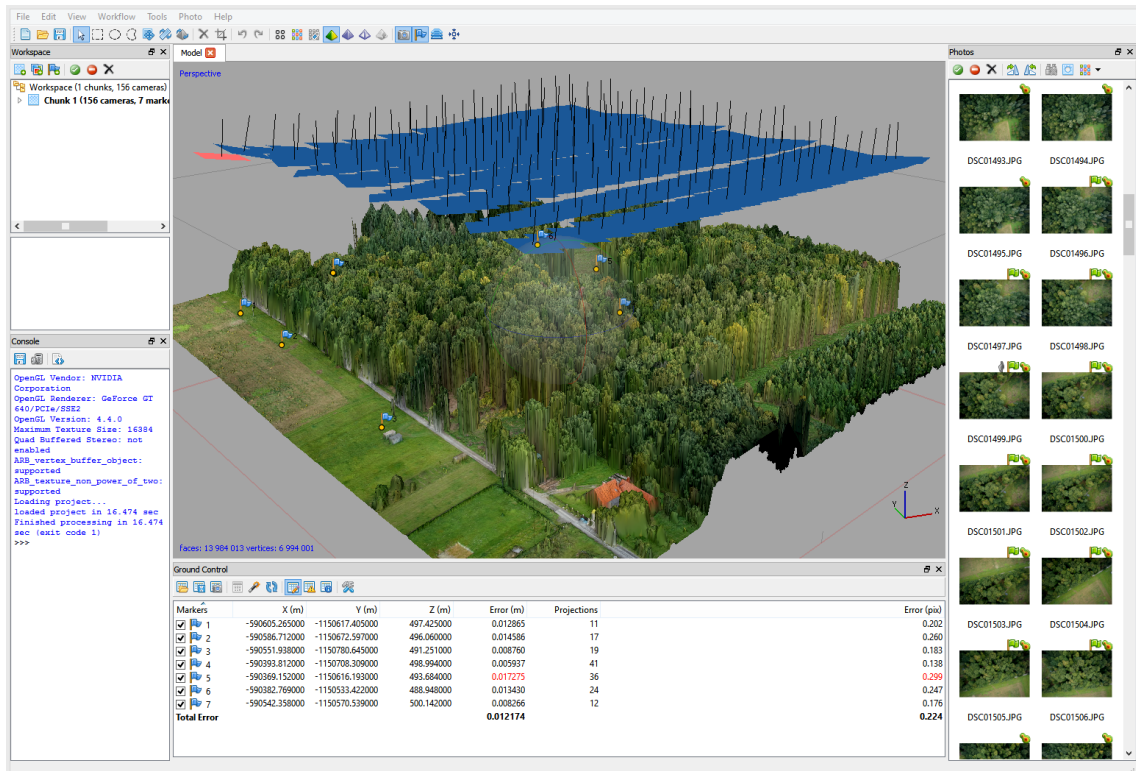 File Edit View Workflow Tools Photo Help
Workspace
Workspace (1 chunks, 156 cameras)
Chunk 1 (156 cameras, 7 marke
Console
OpenGL Vendor: NVIDIA
Corporation
OpenGL Renderer: GeForce GT
640/PCIe/SSE2
OpenGL Version: 4.4.0
Maximum Texture Size: 16384
Quad Buffered Stereo: not
enabled
ARB_vertex_buffer_object:
supported
ARB_texture_non_power_of_two:
supported
Loading project...
loaded project in 16.474 sec
Finished processing in 16.474
sec (exit code 1)
>>>
Model
Perspective
Z
Y
X
faces: 13 984 013 vertices: 6 994 001
Ground Control
Markers X (m) Y (m) Z (m) Error (m) Projections Error (pix)
1 -590605.265000 -1150617.405000 497.425000 0.012865 11 0.202
2 -590586.712000 -1150672.597000 496.060000 0.014586 17 0.260
3 -590551.938000 -1150780.645000 491.251000 0.008760 19 0.183
4 -590393.812000 -1150708.309000 498.994000 0.005937 41 0.138
5 -590369.152000 -1150616.193000 493.684000 0.017275 36 0.299
6 -590382.769000 -1150533.422000 488.948000 0.013430 24 0.247
7 -590542.358000 -1150570.539000 500.142000 0.008266 12 0.176
Total Error 0.012174 0.224
Photos
DSC01493.JPG DSC01494.JPG
DSC01495.JPG DSC01496.JPG
DSC01497.JPG DSC01498.JPG
DSC01499.JPG DSC01500.JPG
DSC01501.JPG DSC01502.JPG
DSC01503.JPG DSC01504.JPG
DSC01505.JPG DSC01506.JPG